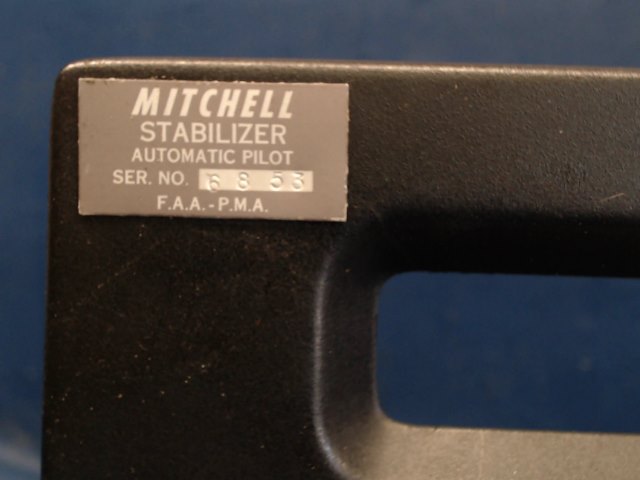 MITCHELL
STABILIZER
AUTOMATIC PILOT
SER. NO. 6853
F.A.A.-P.M.A.